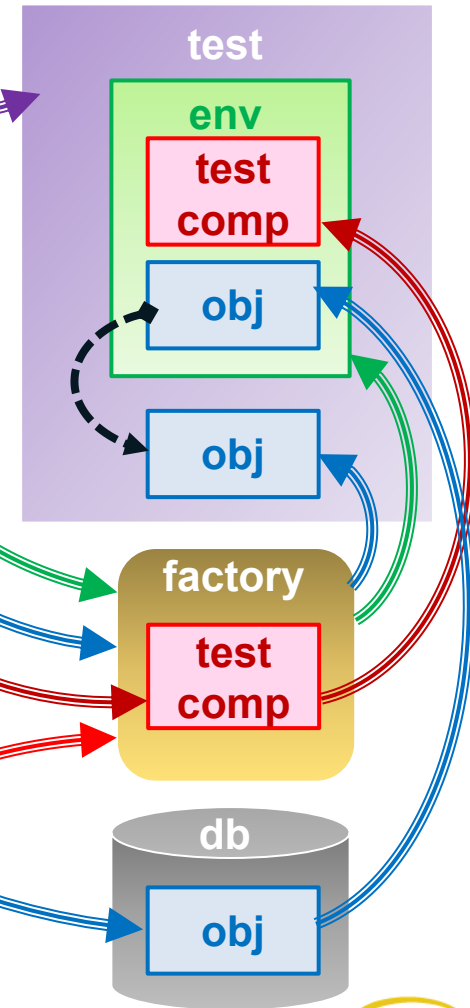 test
env
test
comp
obj
obj
factory
test
comp
db
obj